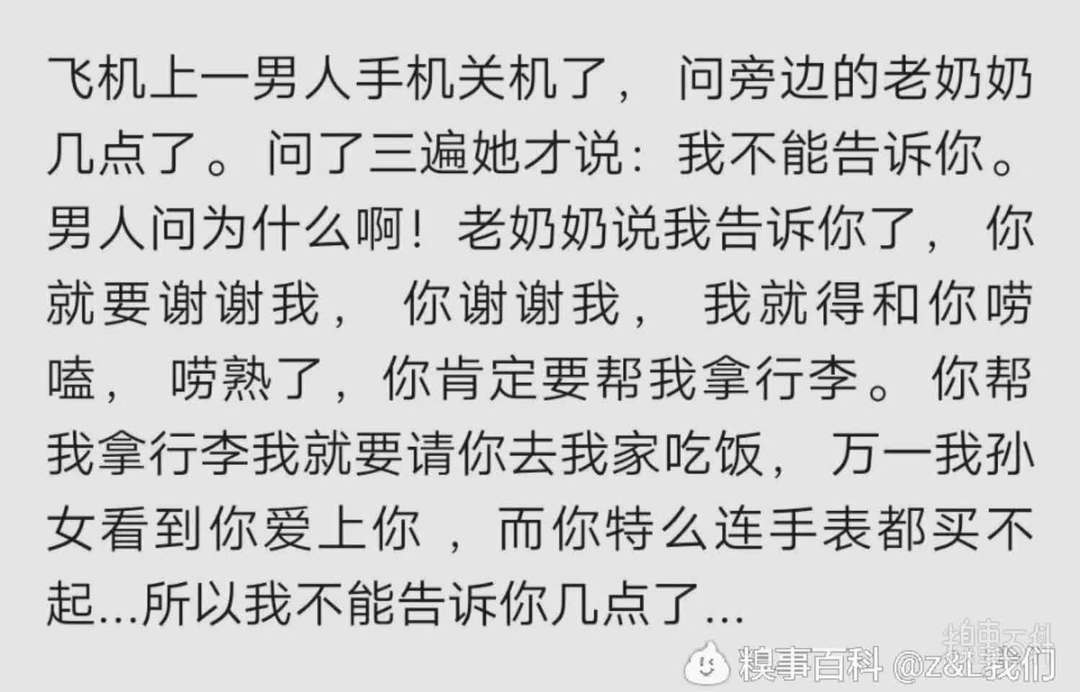 飞机上一男人手机关机了，问旁边的老奶奶
几点了。问了三遍她才说：我不能告诉你。
男人问为什么啊！老奶奶说我告诉你了，你
就要谢谢我，你谢谢我，我就得和你唠
嗑，唠熟了，你肯定要帮我拿行李。你帮
我拿行李我就要请你去我家吃饭，万一我孙
女看到你爱上你，而你特么连手表都买不
起...所以我不能告诉你几点了...
糗事百科
糗事百科 @z&L我们